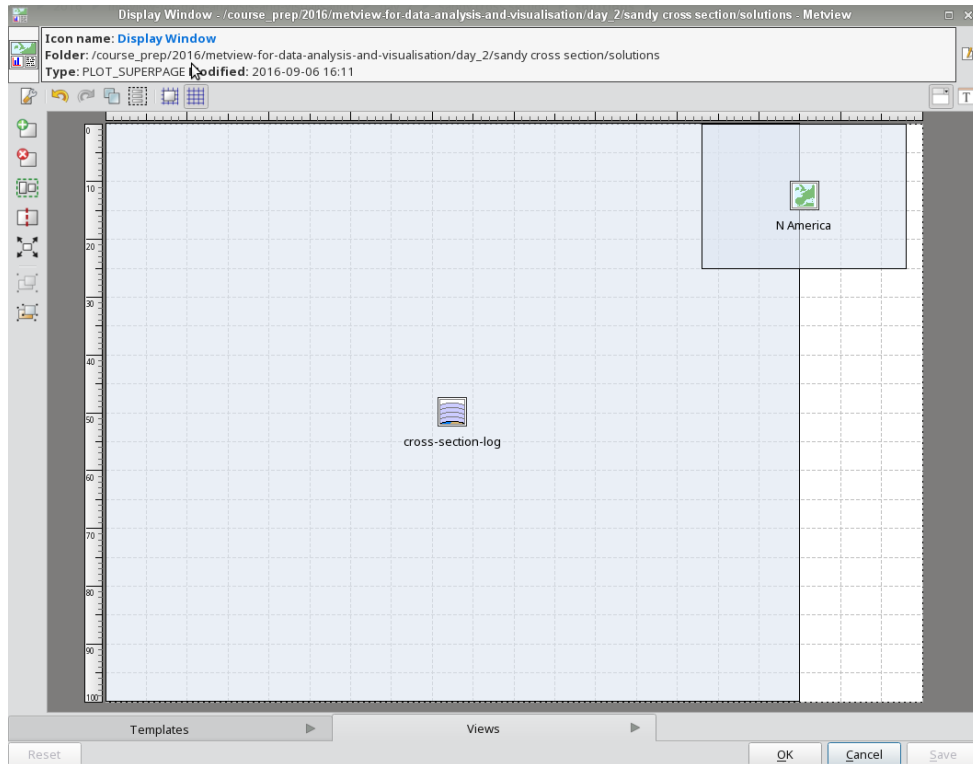 Display Window - /course_prep/2016/metview-for-data-analysis-and-visualisation/day_2/sandy cross section/solutions - Metview
Icon name: Display Window
Folder: /course_prep/2016/metview-for-data-analysis-and-visualisation/day_2/sandy cross section/solutions
Type: PLOT_SUPERPAGE Modified: 2016-09-06 16:11
T
0
10
N America
20
30
40
50
cross-section-log
60
70
80
90
100
Templates Views
Reset OK Cancel Save